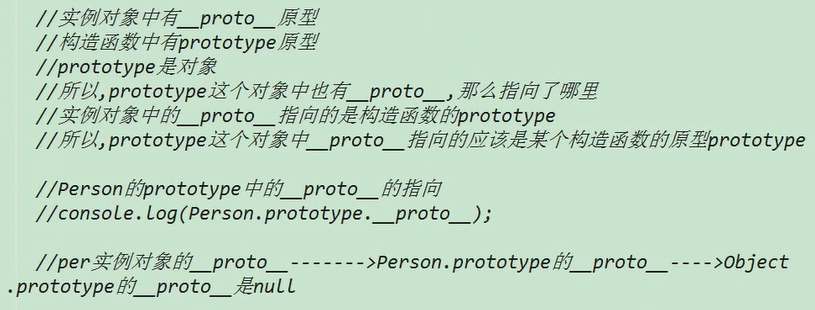 //实例对象中有__proto__原型
//构造函数中有prototype原型
//prototype是对象
//所以,prototype这个对象中也有__proto__,那么指向了哪里
//实例对象中的__proto__指向的是构造函数的prototype
//所以,prototype这个对象中__proto__指向的应该是某个构造函数的原型prototype
//Person的prototype中的__proto__的指向
//console.log(Person.prototype.__proto__);
//per实例对象的__proto__------->Person.prototype的__proto__---->Object
.prototype的__proto__是null